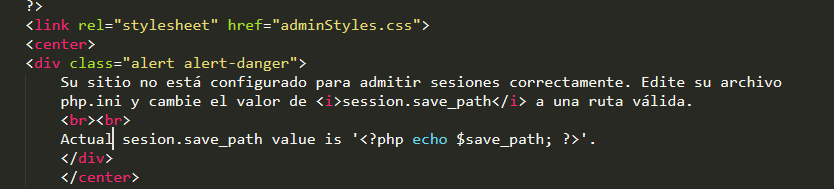 ?>
<link rel="stylesheet" href="adminStyles.css">
<center>
<div class="alert alert-danger">
Su sitio no está configurado para admitir sesiones correctamente. Edite su archivo
php.ini y cambie el valor de <i>session.save_path</i> a una ruta válida.
<br><br>
Actual sesion.save_path value is '<?php echo $save_path; ?>'.
</div>
</center>